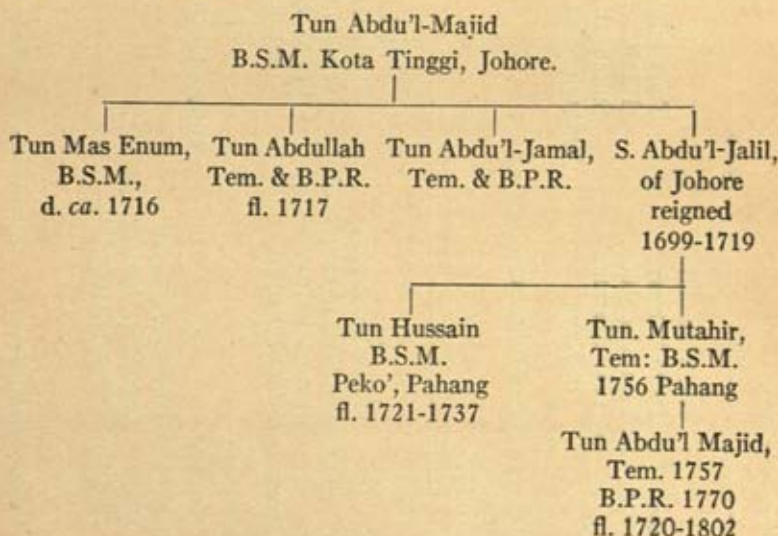 Tun Abdu'l-Majid
B.S.M. Kota Tinggi, Johore.
Tun Mas Enum,
B.S.M.,
d. ca. 1716
Tun Abdullah
Tem. & B.P.R.
fl. 1717
Tun Abdu'l-Jamal,
Tem. & B.P.R.
S. Abdu'l-Jalil,
of Johore
reigned
1699-1719
Tun Hussain
B.S.M.
Peko', Pahang
fl. 1721-1737
Tun. Mutahir,
Tem: B.S.M.
1756 Pahang
Tun Abdu'l Majid,
Tem. 1757
B.P.R. 1770
fl. 1720-1802